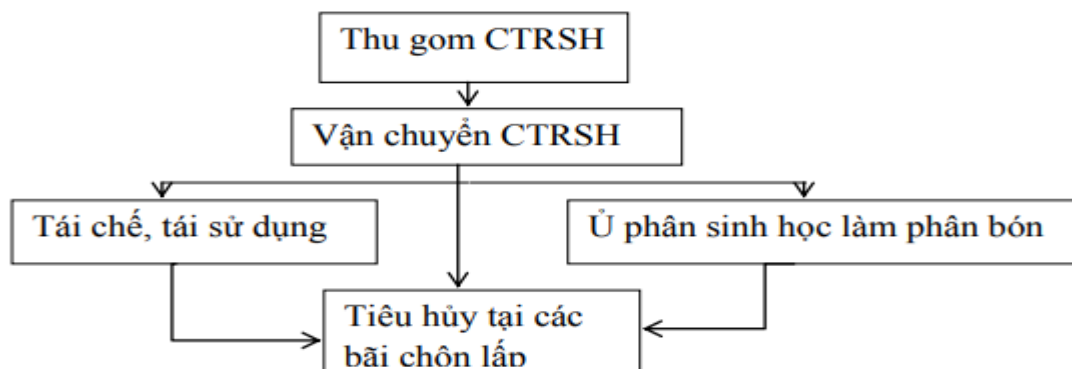 Thu gom CTRSH
Vận chuyển CTRSH
Tái chế, tái sử dụng
Ủ phân sinh học làm phân bón
Tiêu hủy tại các
bãi chôn lấp